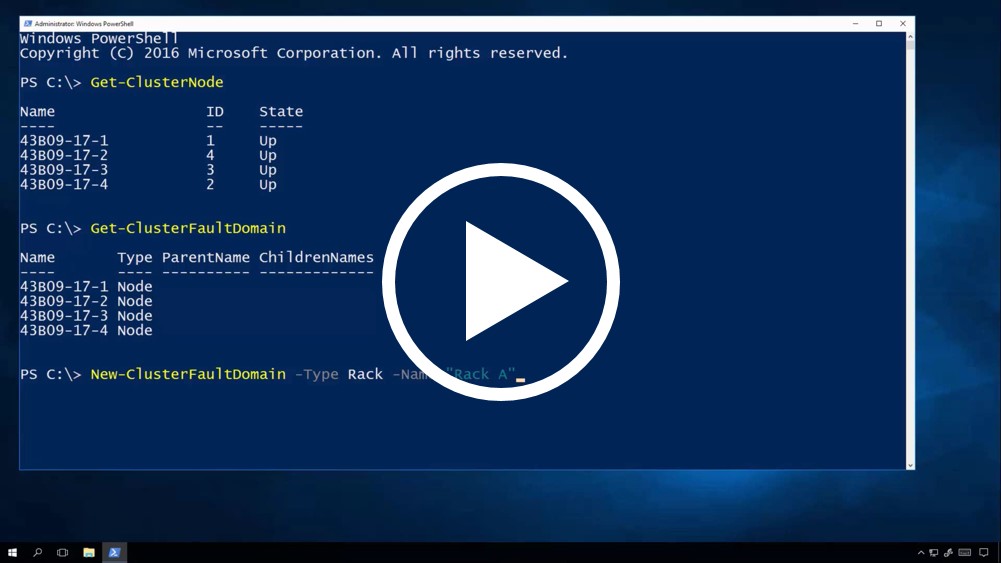 Administrator: Windows PowerShell
Windows PowerShell
Copyright (C) 2016 Microsoft Corporation. All rights reserved.
PS C:\> Get-ClusterNode
Name ID State
---- -- -----
43B09-17-1 1 Up
43B09-17-2 4 Up
43B09-17-3 3 Up
43B09-17-4 2 Up
PS C:\> Get-ClusterFaultDomain
Name Type ParentName ChildrenNames
---- ---- ---------- -------------
43B09-17-1 Node
43B09-17-2 Node
43B09-17-3 Node
43B09-17-4 Node
PS C:\> New-ClusterFaultDomain -Type Rack -Name "Rack A"